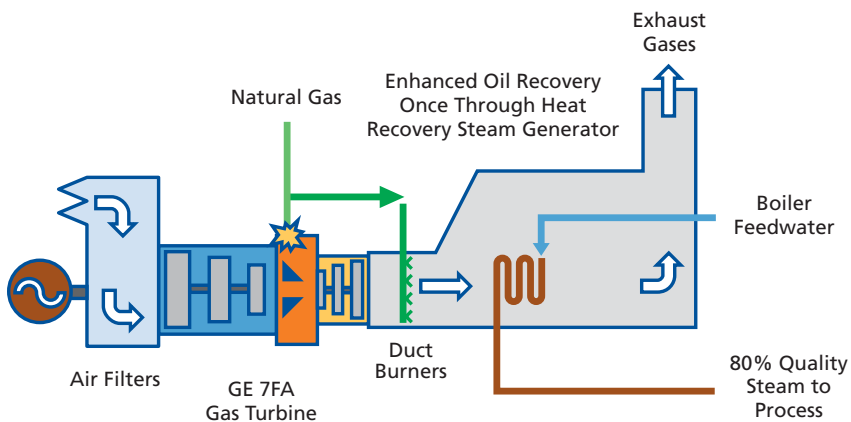 Exhaust
Gases
Enhanced Oil Recovery
Once Through Heat
Recovery Steam Generator
Natural Gas
Boiler
Feedwater
Air Filters
GE 7FA
Gas Turbine
Duct
Burners
80% Quality
Steam to
Process